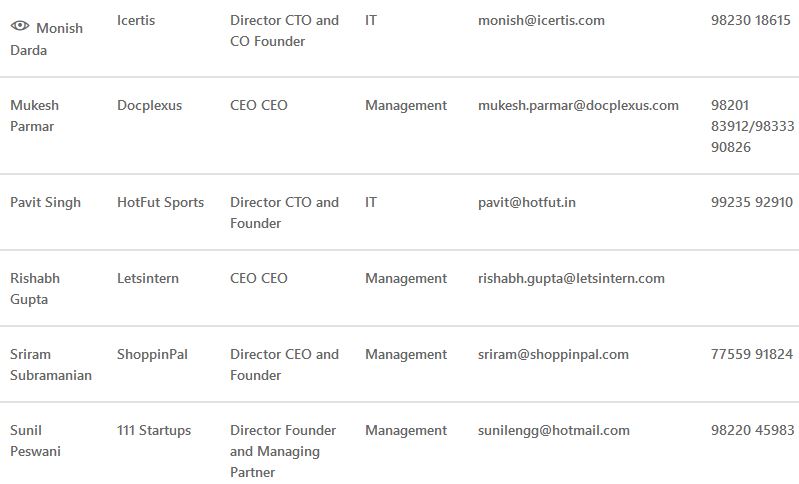 Monish Darda Icertis Director CTO and CO Founder IT monish@icertis.com 98230 18615
Mukesh Parmar Docplexus CEO CEO Management mukesh.parmar@docplexus.com 98201 83912/98333 90826
Pavit Singh HotFut Sports Director CTO and Founder IT pavit@hotfut.in 99235 92910
Rishabh Gupta Letsintern CEO CEO Management rishabh.gupta@letsintern.com
Sriram Subramanian ShoppinPal Director CEO and Founder Management sriram@shoppinpal.com 77559 91824
Sunil Peswani 111 Startups Director Founder and Managing Partner Management sunilengg@hotmail.com 98220 45983